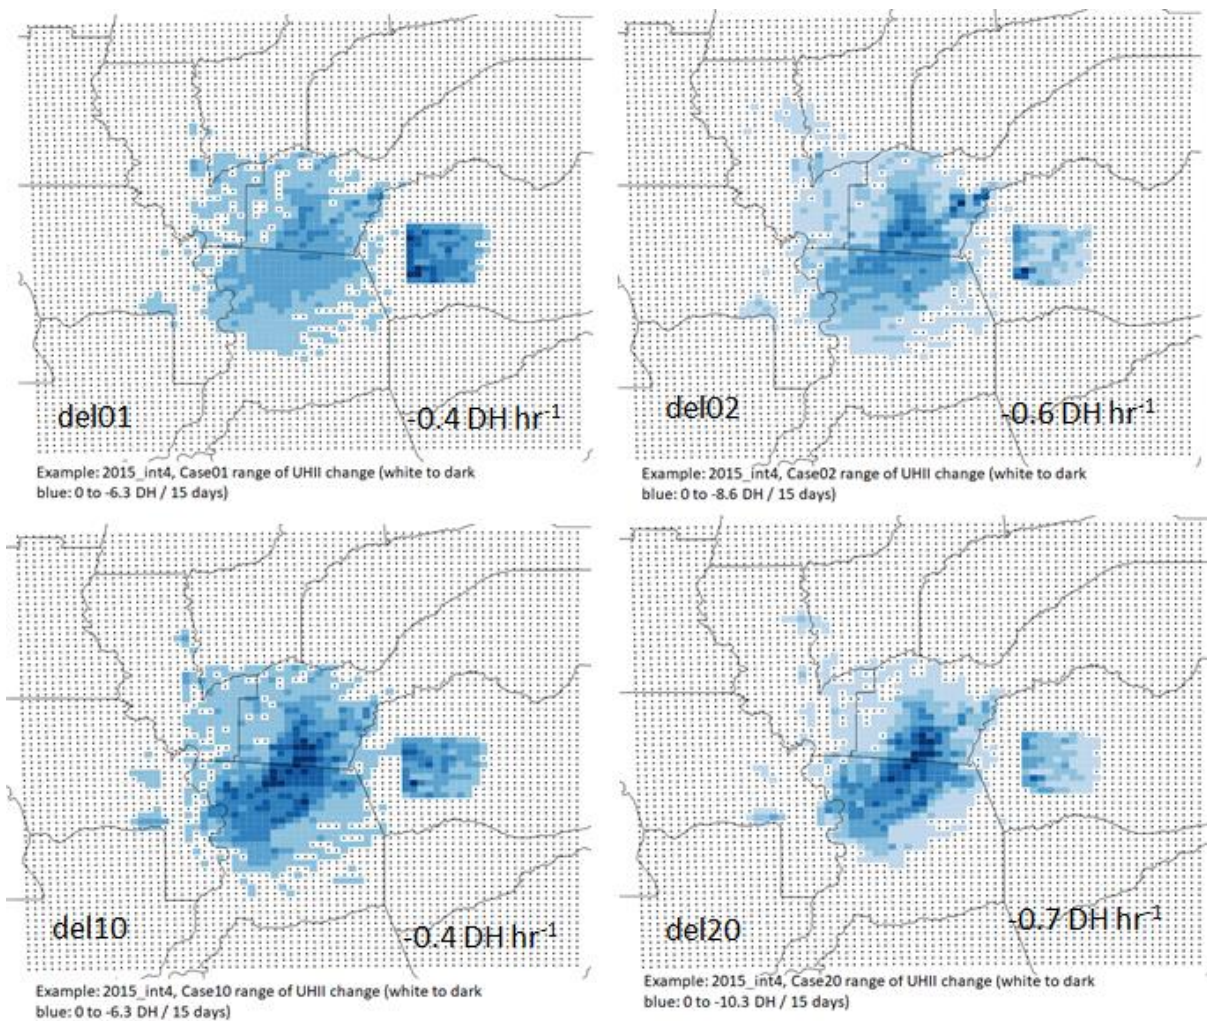 del01
-0.4 DH hr-1
Example: 2015_int4, Case01 range of UHII change (white to dark
blue: 0 to -6.3 DH / 15 days)
del02
-0.6 DH hr-1
Example: 2015_int4, Case02 range of UHII change (white to dark
blue: 0 to -8.6 DH / 15 days)
del10
-0.4 DH hr-1
Example: 2015_int4, Case10 range of UHII change (white to dark
blue: 0 to -6.3 DH / 15 days)
del20
-0.7 DH hr-1
Example: 2015_int4, Case20 range of UHII change (white to dark
blue: 0 to -10.3 DH / 15 days)